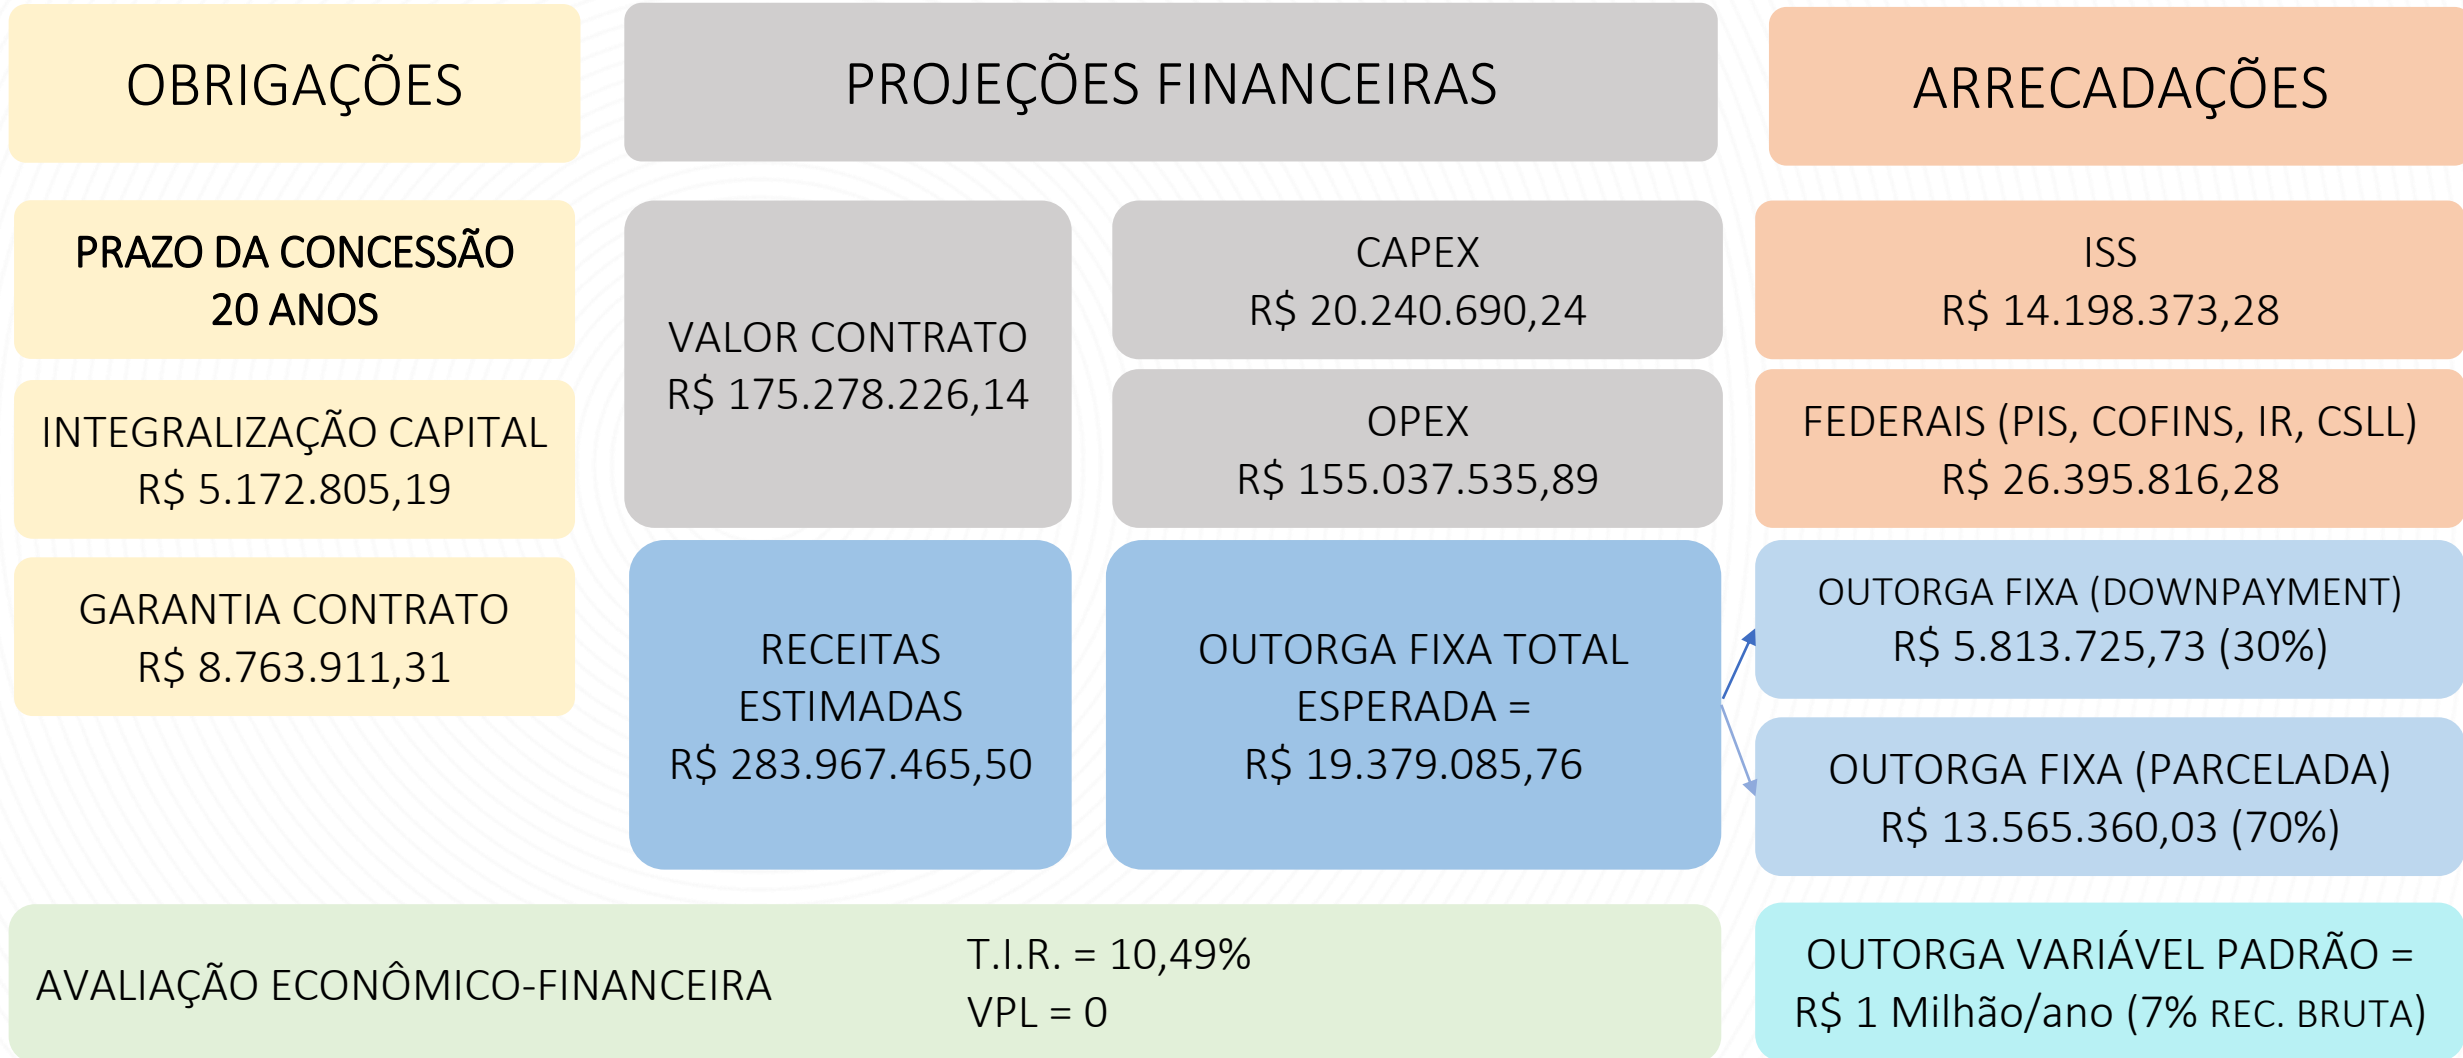 OBRIGAÇÕES
PROJEÇÕES FINANCEIRAS
ARRECADAÇÕES
PRAZO DA CONCESSÃO
20 ANOS
INTEGRALIZAÇÃO CAPITAL
R$ 5.172.805,19
GARANTIA CONTRATO
R$ 8.763.911,31
VALOR CONTRATO
R$ 175.278.226,14
CAPEX
R$ 20.240.690,24
OPEX
R$ 155.037.535,89
RECEITAS
ESTIMADAS
R$ 283.967.465,50
OUTORGA FIXA TOTAL
ESPERADA =
R$ 19.379.085,76
ISS
R$ 14.198.373,28
FEDERAIS (PIS, COFINS, IR, CSLL)
R$ 26.395.816,28
OUTORGA FIXA (DOWNPAYMENT)
R$ 5.813.725,73 (30%)
OUTORGA FIXA (PARCELADA)
R$ 13.565.360,03 (70%)
AVALIAÇÃO ECONÔMICO-FINANCEIRA
T.I.R. = 10,49%
VPL = 0
OUTORGA VARIÁVEL PADRÃO =
R$ 1 Milhão/ano (7% REC. BRUTA)